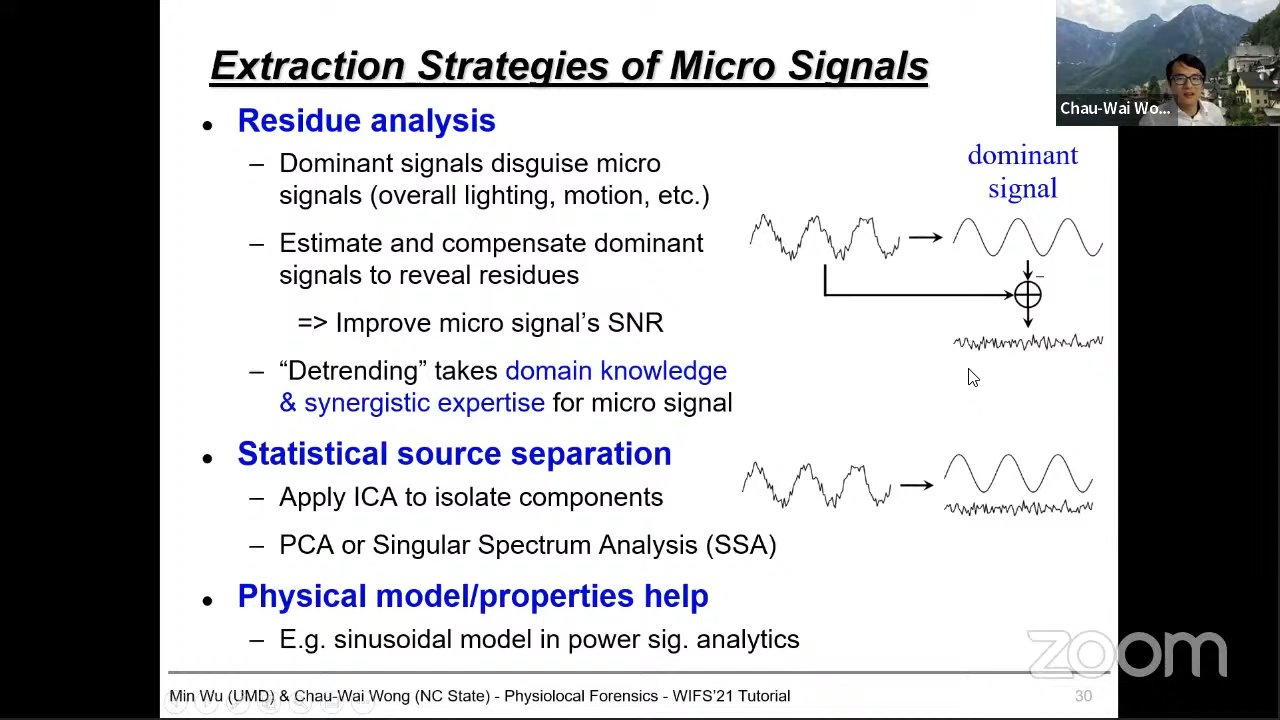 Extraction Strategies of Micro Signals
Chau-Wai Wo...
• Residue analysis
– Dominant signals disguise micro
signals (overall lighting, motion, etc.)
– Estimate and compensate dominant
signals to reveal residues
=> Improve micro signal’s SNR
– “Detrending” takes domain knowledge
& synergistic expertise for micro signal
dominant
signal
–
• Statistical source separation
– Apply ICA to isolate components
– PCA or Singular Spectrum Analysis (SSA)
• Physical model/properties help
– E.g. sinusoidal model in power sig. analytics
zoom
Min Wu (UMD) & Chau-Wai Wong (NC State) - Physiolocal Forensics - WIFS’21 Tutorial
30